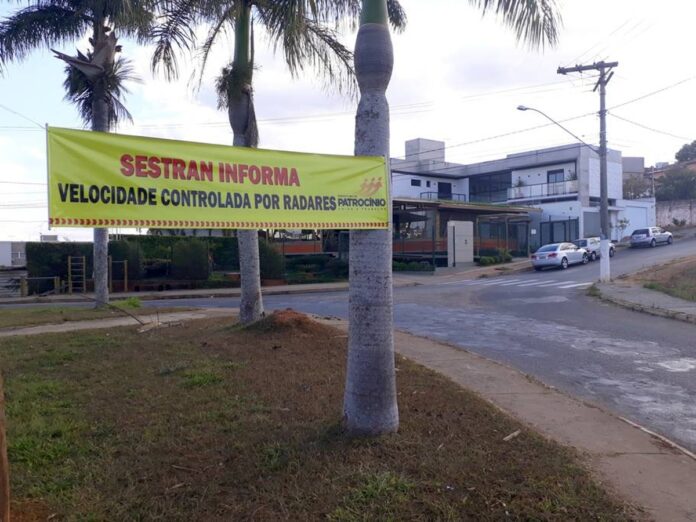 SESTRAN INFORMA
VELOCIDADE CONTROLADA POR RADARES
PATROCÍNIO